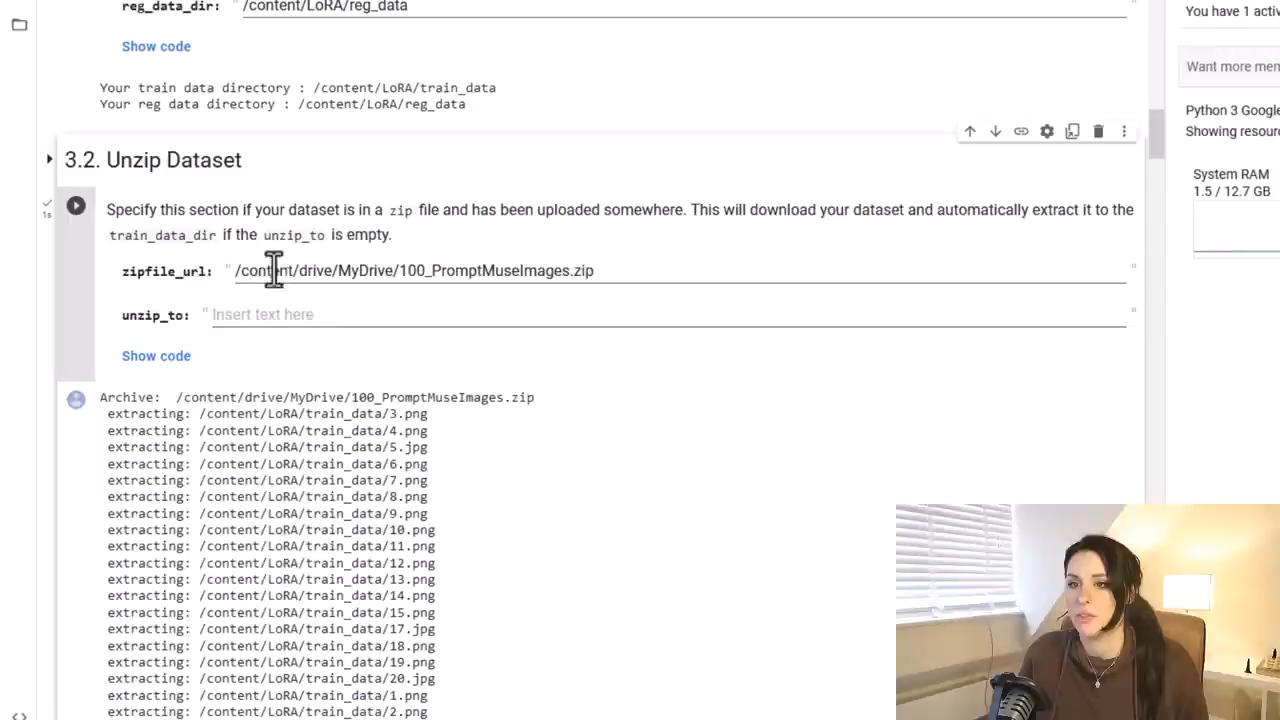 reg_data_dir: " /content/LoRA/reg_data
You have 1 activ
Show code
Want more mem
Your train data directory : /content/LoRA/train_data
Your reg data directory : /content/LoRA/reg_data
Python 3 Google
Showing resour
3.2. Unzip Dataset
System RAM
1.5 / 12.7 GB
1s
Specify this section if your dataset is in a zip file and has been uploaded somewhere. This will download your dataset and automatically extract it to the
train_data_dir if the unzip_to is empty.
zipfile_url: " /content/drive/MyDrive/100_PromptMuseImages.zip "
unzip_to: " Insert text here "
Show code
Archive: /content/drive/MyDrive/100_PromptMuseImages.zip
extracting: /content/LoRA/train_data/3.png
extracting: /content/LoRA/train_data/4.png
extracting: /content/LoRA/train_data/5.jpg
extracting: /content/LoRA/train_data/6.png
extracting: /content/LoRA/train_data/7.png
extracting: /content/LoRA/train_data/8.png
extracting: /content/LoRA/train_data/9.png
extracting: /content/LoRA/train_data/10.png
extracting: /content/LoRA/train_data/11.png
extracting: /content/LoRA/train_data/12.png
extracting: /content/LoRA/train_data/13.png
extracting: /content/LoRA/train_data/14.png
extracting: /content/LoRA/train_data/15.png
extracting: /content/LoRA/train_data/17.jpg
extracting: /content/LoRA/train_data/18.png
extracting: /content/LoRA/train_data/19.png
extracting: /content/LoRA/train_data/20.jpg
extracting: /content/LoRA/train_data/1.png
extracting: /content/LoRA/train_data/2.png